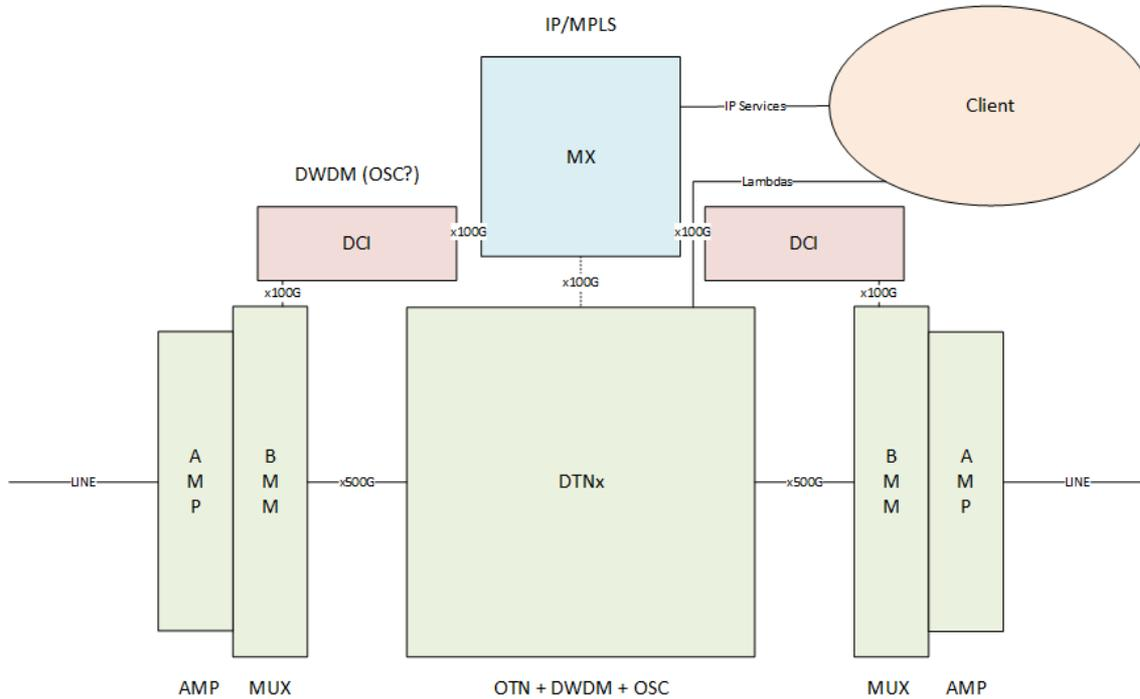 IP/MPLS
MX
IP Services
Client
DWDM (OSC?)
Lambdas
DCI
x100G
x100G
DCI
x100G
x100G
x100G
LINE
A
M
P
B
M
M
x500G
DTNx
x500G
B
M
M
A
M
P
LINE
AMP
MUX
OTN + DWDM + OSC
MUX
AMP